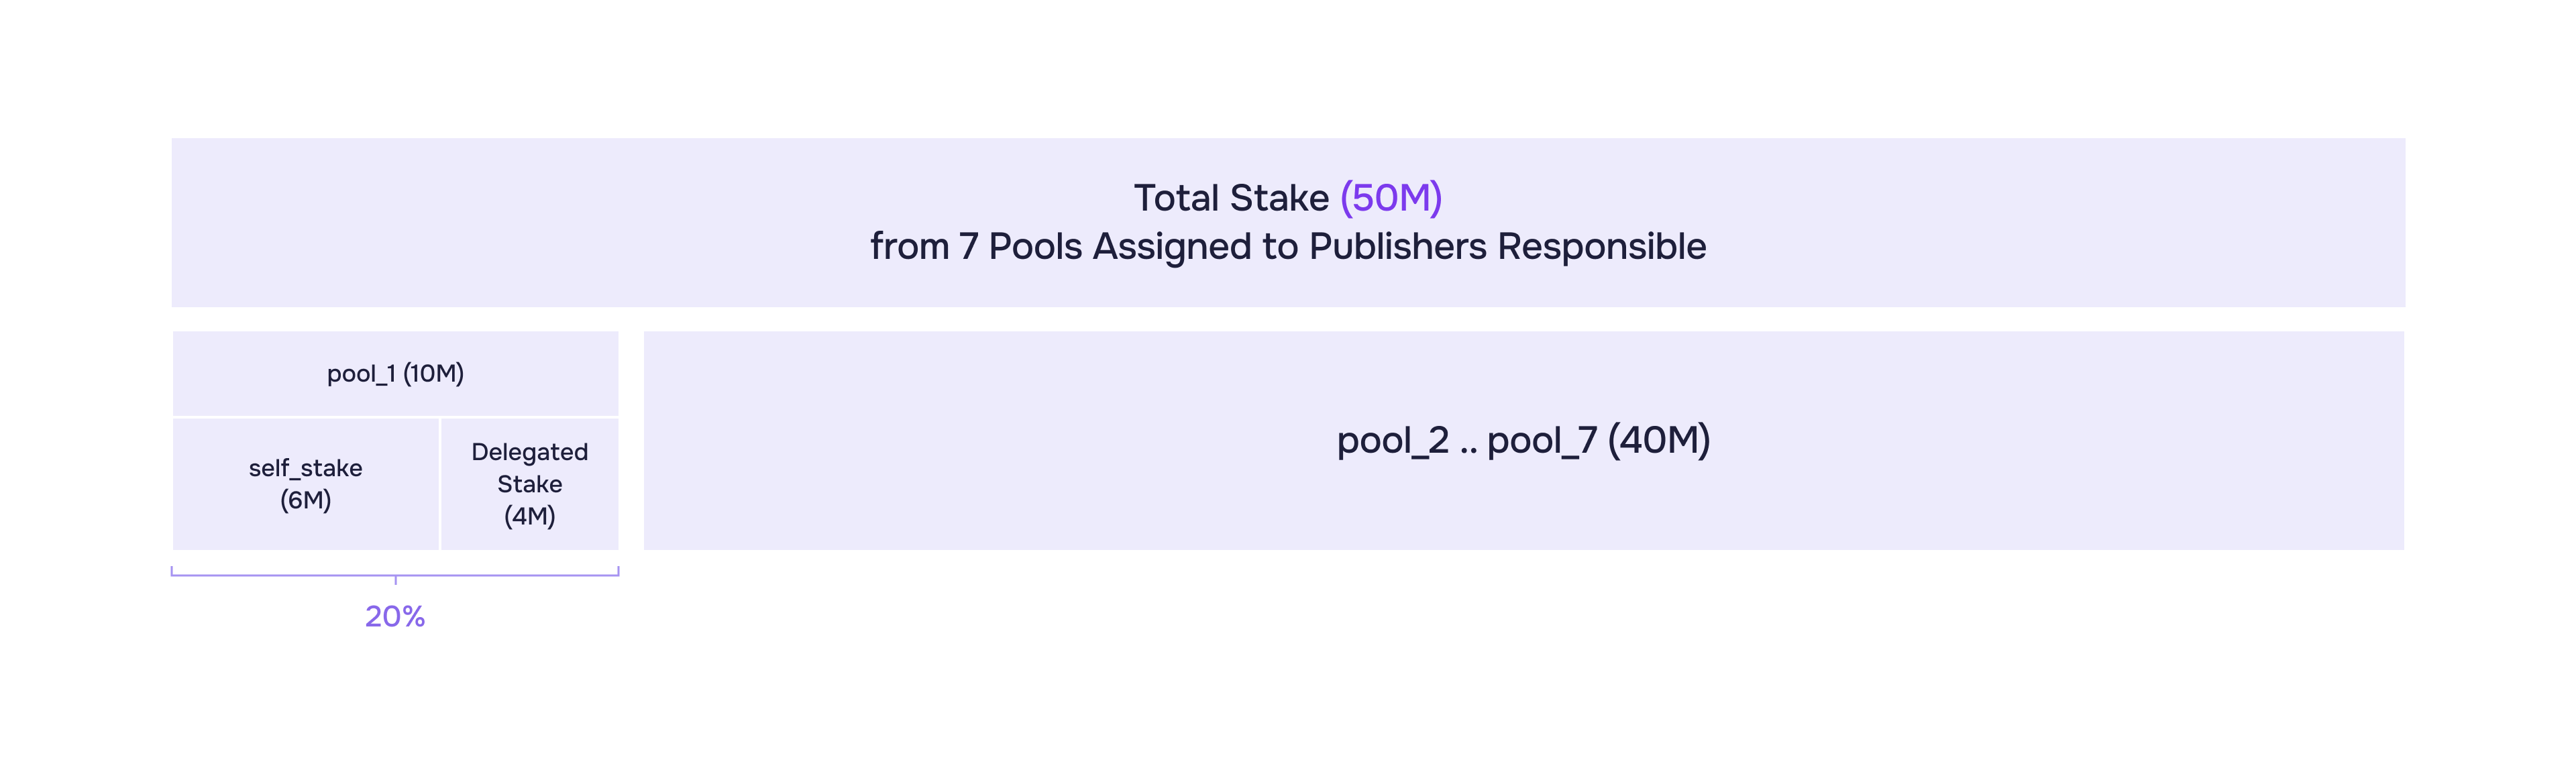 Total Stake (50M)
from 7 Pools Assigned to Publishers Responsible
pool_1 (10M)
self_stake
(6M)
Delegated
Stake
(4M)
pool_2 .. pool_7 (40M)
20%